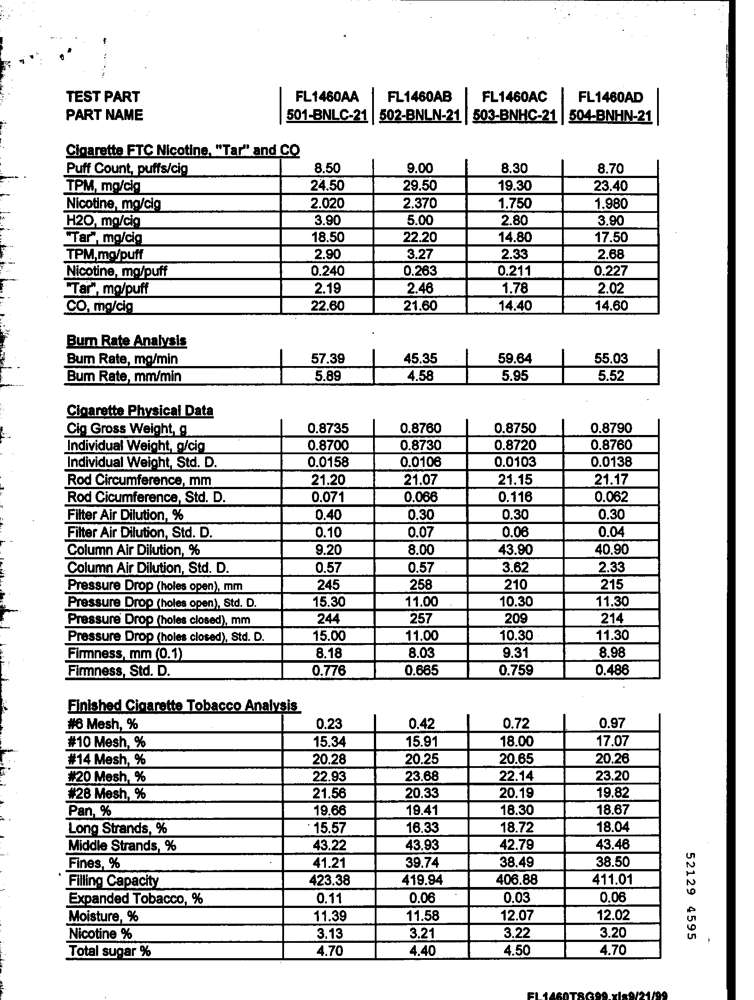 TEST PART FL1460AA FL1460AB FL1460AC FL1460AD
PART NAME 501-BNLC-21 502-BNLN-21 503-BNHC-21 504-BNHN-21
Cigarette FTC Nicotine, "Tar" and CO
Puff Count, puffs/cig 8.50 9.00 8.30 8.70
TPM, mg/cig 24.50 29.50 19.30 23.40
Nicotine, mg/cig 2.020 2.370 1.750 1.980
H2O, mg/cig 3.90 5.00 2.80 3.90
"Tar", mg/cig 18.50 22.20 14.80 17.50
TPM,mg/puff 2.90 3.27 2.33 2.68
Nicotine, mg/puff 0.240 0.263 0.211 0.227
"Tar", mg/puff 2.19 2.46 1.78 2.02
CO, mg/cig 22.60 21.60 14.40 14.60
Burn Rate Analysis
Burn Rate, mg/min 57.39 45.35 59.64 55.03
Burn Rate, mm/min 5.89 4.58 5.95 5.52
Cigarette Physical Data
Cig Gross Weight, g 0.8735 0.8760 0.8750 0.8790
Individual Weight, g/cig 0.8700 0.8730 0.8720 0.8760
Individual Weight, Std. D. 0.0158 0.0106 0.0103 0.0138
Rod Circumference, mm 21.20 21.07 21.15 21.17
Rod Cicumference, Std. D. 0.071 0.066 0.116 0.062
Filter Air Dilution, % 0.40 0.30 0.30 0.30
Filter Air Dilution, Std. D. 0.10 0.07 0.06 0.04
Column Air Dilution, % 9.20 8.00 43.90 40.90
Column Air Dilution, Std. D. 0.57 0.57 3.62 2.33
Pressure Drop (holes open), mm 245 258 210 215
Pressure Drop (holes open), Std. D. 15.30 11.00 10.30 11.30
Pressure Drop (holes closed), mm 244 257 209 214
Pressure Drop (holes closed), Std. D. 15.00 11.00 10.30 11.30
Firmness, mm (0.1) 8.18 8.03 9.31 8.98
Firmness, Std. D. 0.776 0.665 0.759 0.486
Finished Cigarette Tobacco Analysis
#6 Mesh, % 0.23 0.42 0.72 0.97
#10 Mesh, % 15.34 15.91 18.00 17.07
#14 Mesh, % 20.28 20.25 20.65 20.26
#20 Mesh, % 22.93 23.68 22.14 23.20
#28 Mesh, % 21.56 20.33 20.19 19.82
Pan, % 19.66 19.41 18.30 18.67
Long Strands, % 15.57 16.33 18.72 18.04
Middle Strands, % 43.22 43.93 42.79 43.46
Fines, % 41.21 39.74 38.49 38.50
Filling Capacity 423.38 419.94 406.88 411.01
Expanded Tobacco, % 0.11 0.06 0.03 0.06
Moisture, % 11.39 11.58 12.07 12.02
Nicotine % 3.13 3.21 3.22 3.20
Total sugar % 4.70 4.40 4.50 4.70
52129 4595
FL1460TSG99.xls9/21/99